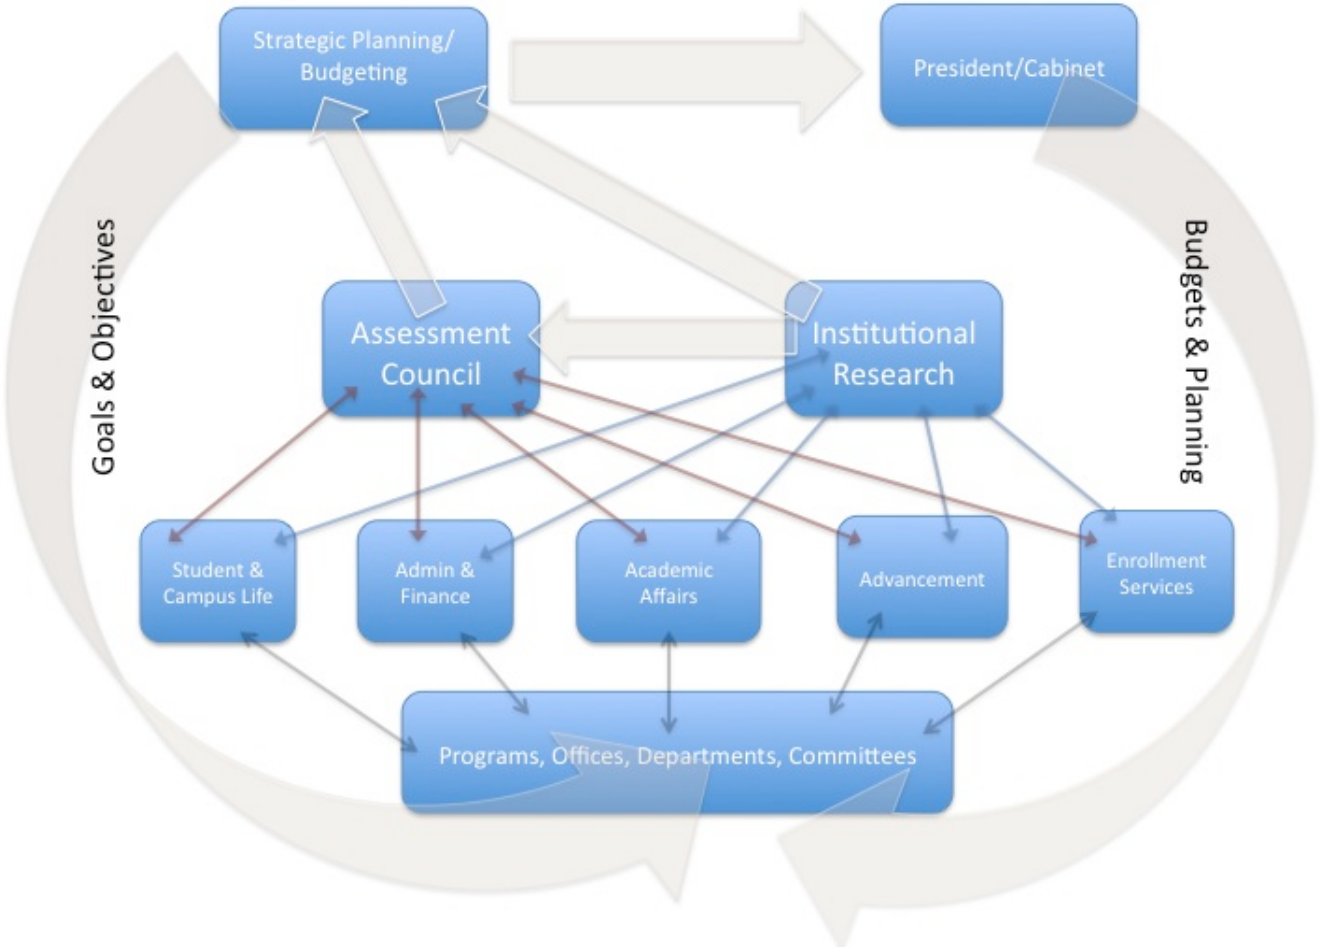 Strategic Planning/
Budgeting
President/Cabinet
Goals & Objectives
Budgets & Planning
Assessment
Council
Institutional
Research
Student &
Campus Life
Admin &
Finance
Academic
Affairs
Advancement
Enrollment
Services
Programs, Offices, Departments, Committees